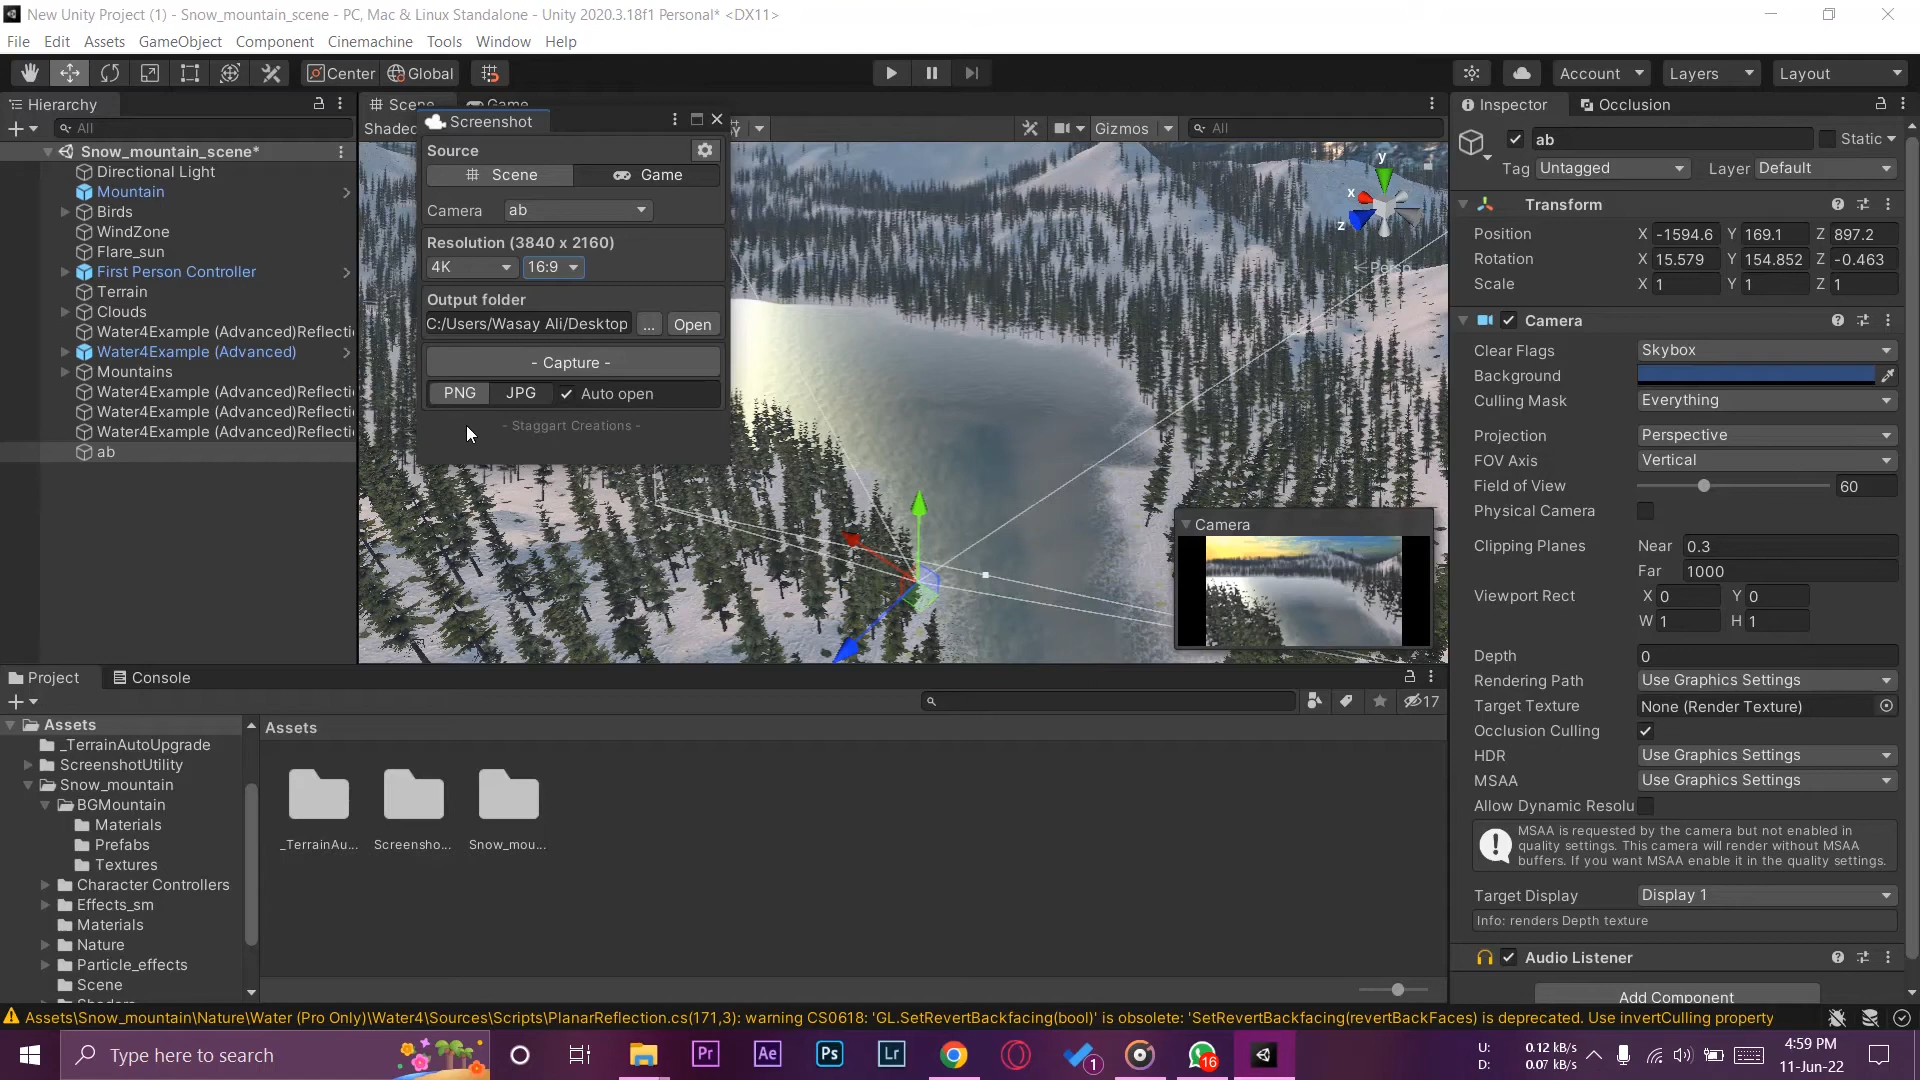 New Unity Project (1) - Snow_mountain_scene - PC, Mac & Linux Standalone - Unity 2020.3.18f1 Personal* <DX11>
File Edit Assets GameObject Component Cinemachine Tools Window Help
Center Global Account Layers Layout
Hierarchy
All
Snow_mountain_scene*
Directional Light
Mountain
Birds
WindZone
Flare_sun
First Person Controller
Terrain
Clouds
Water4Example (Advanced)Reflecti
Water4Example (Advanced)
Mountains
Water4Example (Advanced)Reflecti
Water4Example (Advanced)Reflecti
Water4Example (Advanced)Reflecti
ab
Scene Game
Shaded Gizmos All
Screenshot
Source
Scene Game
Camera ab
Resolution (3840 x 2160)
4K 16:9
Output folder
C:/Users/Wasay Ali/Desktop ... Open
- Capture -
PNG JPG Auto open
- Staggart Creations -
y
x
z
Persp
Camera
Inspector Occlusion
ab Static
Tag Untagged Layer Default
Transform
Position X -1594.6 Y 169.1 Z 897.2
Rotation X 15.579 Y 154.852 Z -0.463
Scale X 1 Y 1 Z 1
Camera
Clear Flags Skybox
Background
Culling Mask Everything
Projection Perspective
FOV Axis Vertical
Field of View 60
Physical Camera
Clipping Planes Near 0.3
Far 1000
Viewport Rect X 0 Y 0
W 1 H 1
Depth 0
Rendering Path Use Graphics Settings
Target Texture None (Render Texture)
Occlusion Culling
HDR Use Graphics Settings
MSAA Use Graphics Settings
Allow Dynamic Resolu
MSAA is requested by the camera but not enabled in
quality settings. This camera will render without MSAA
buffers. If you want MSAA enable it in the quality settings.
Target Display Display 1
Info: renders Depth texture
Audio Listener
Add Component
Project Console
17
Assets
_TerrainAutoUpgrade
ScreenshotUtility
Snow_mountain
BGMountain
Materials
Prefabs
Textures
Character Controllers
Effects_sm
Materials
Nature
Particle_effects
Scene
Assets
_TerrainAu... Screensho... Snow_mou...
Assets\Snow_mountain\Nature\Water (Pro Only)\Water4\Sources\Scripts\PlanarReflection.cs(171,3): warning CS0618: 'GL.SetRevertBackfacing(bool)' is obsolete: 'SetRevertBackfacing(revertBackFaces) is deprecated. Use invertCulling property
Type here to search
Pr Ae Ps Lr 1 16
U: 0.12 kB/s
D: 0.07 kB/s
4:59 PM
11-Jun-22